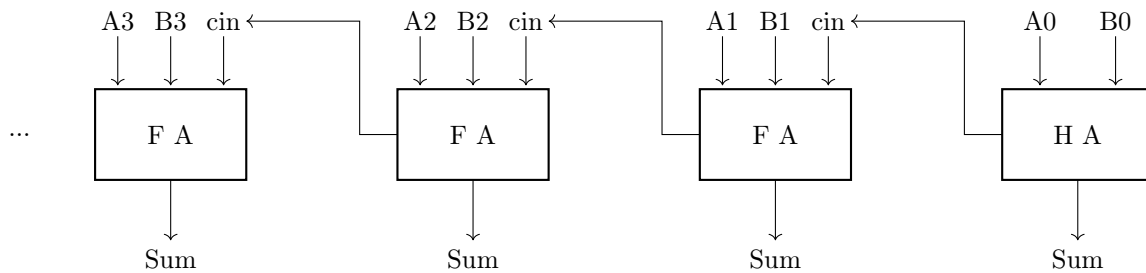 A3 B3 cin A2 B2 cin A1 B1 cin A0 B0
... F A F A F A H A
Sum Sum Sum Sum